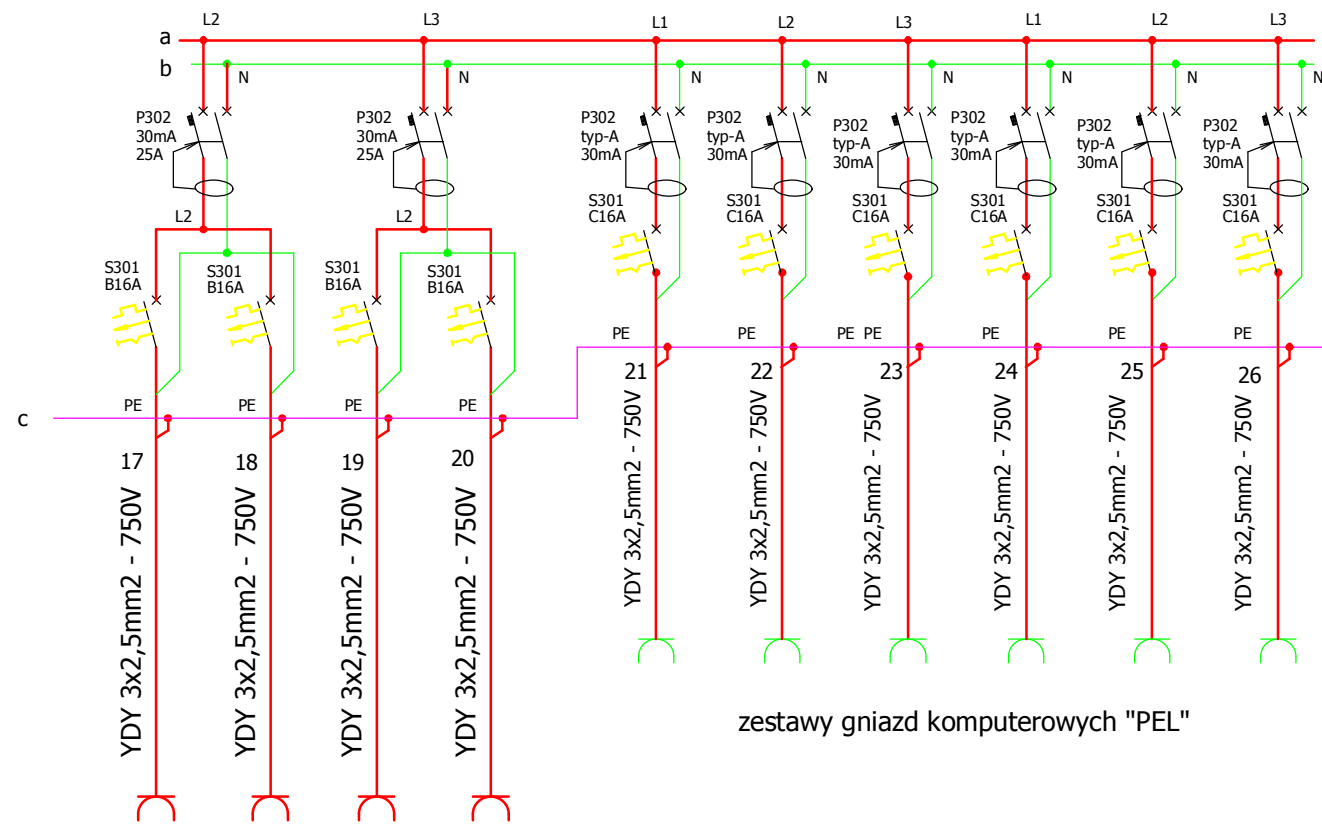 L2
L3
L1
L2
L3
L1
L2
L3
a
b
N
N
N
N
N
N
N
N
P302
30mA
25A
P302
30mA
25A
P302
typ-A
30mA
P302
typ-A
30mA
P302
typ-A
30mA
P302
typ-A
30mA
P302
typ-A
30mA
P302
typ-A
30mA
S301
C16A
S301
C16A
S301
C16A
S301
C16A
S301
C16A
S301
C16A
L2
L2
S301
B16A
S301
B16A
S301
B16A
S301
B16A
PE
PE
PE
PE
PE
PE
PE
21
22
23
24
25
26
c
PE
PE
PE
PE
17
18
19
20
YDY 3x2,5mm2 - 750V
YDY 3x2,5mm2 - 750V
YDY 3x2,5mm2 - 750V
YDY 3x2,5mm2 - 750V
YDY 3x2,5mm2 - 750V
YDY 3x2,5mm2 - 750V
YDY 3x2,5mm2 - 750V
YDY 3x2,5mm2 - 750V
YDY 3x2,5mm2 - 750V
YDY 3x2,5mm2 - 750V
zestawy gniazd komputerowych "PEL"